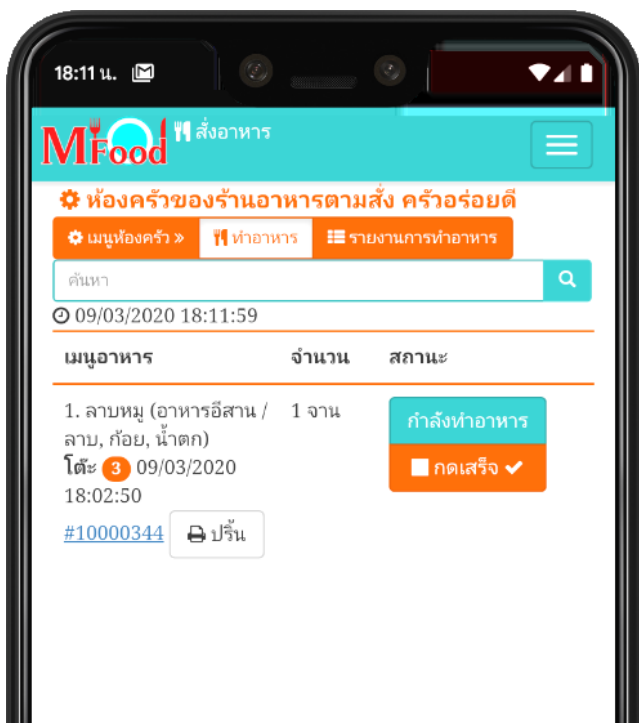 18:11 น.
MFood สั่งอาหาร
ห้องครัวของร้านอาหารตามสั่ง ครัวอร่อยดี
เมนูห้องครัว » ทำอาหาร รายงานการทำอาหาร
ค้นหา
09/03/2020 18:11:59
เมนูอาหาร จำนวน สถานะ
1. ลาบหมู (อาหารอีสาน / 1 จาน กำลังทำอาหาร
ลาบ, ก้อย, น้ำตก)
โต๊ะ 3 09/03/2020 กดเสร็จ
18:02:50
#10000344 ปริ้น